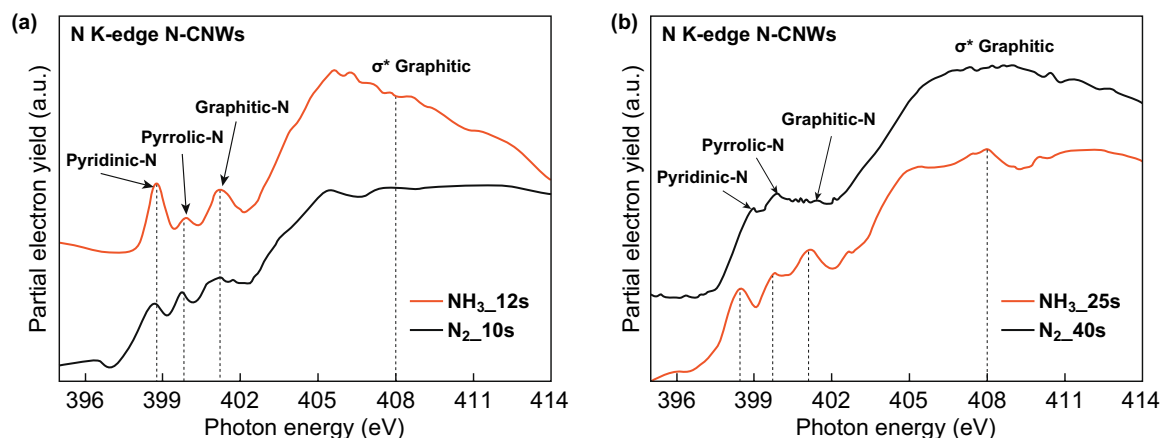 (a)
N K-edge N-CNWs
σ* Graphitic
Graphitic-N
Pyrrolic-N
Pyridinic-N
NH₃_12s
N₂_10s
Partial electron yield (a.u.)
396 399 402 405 408 411 414
Photon energy (eV)
(b)
N K-edge N-CNWs
σ* Graphitic
Graphitic-N
Pyrrolic-N
Pyridinic-N
NH₃_25s
N₂_40s
Partial electron yield (a.u.)
396 399 402 405 408 411 414
Photon energy (eV)